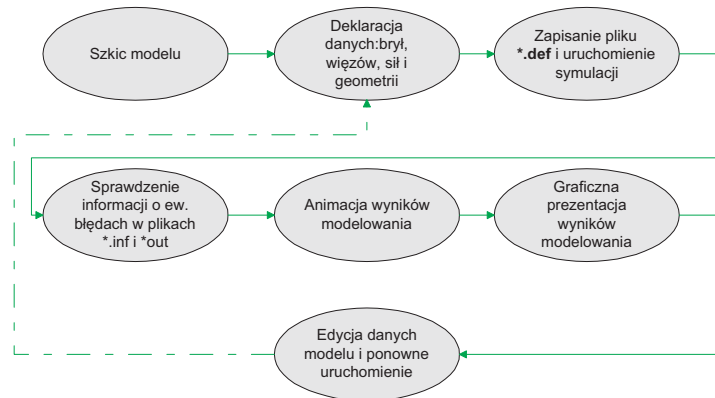 Szkic modelu
Deklaracja
danych:brył,
więzów, sił i
geometrii
Zapisanie pliku
*.def i uruchomienie
symulacji
Sprawdzenie
informacji o ew.
błędach w plikach
*.inf i *out
Animacja wyników
modelowania
Graficzna
prezentacja
wyników
modelowania
Edycja danych
modelu i ponowne
uruchomienie